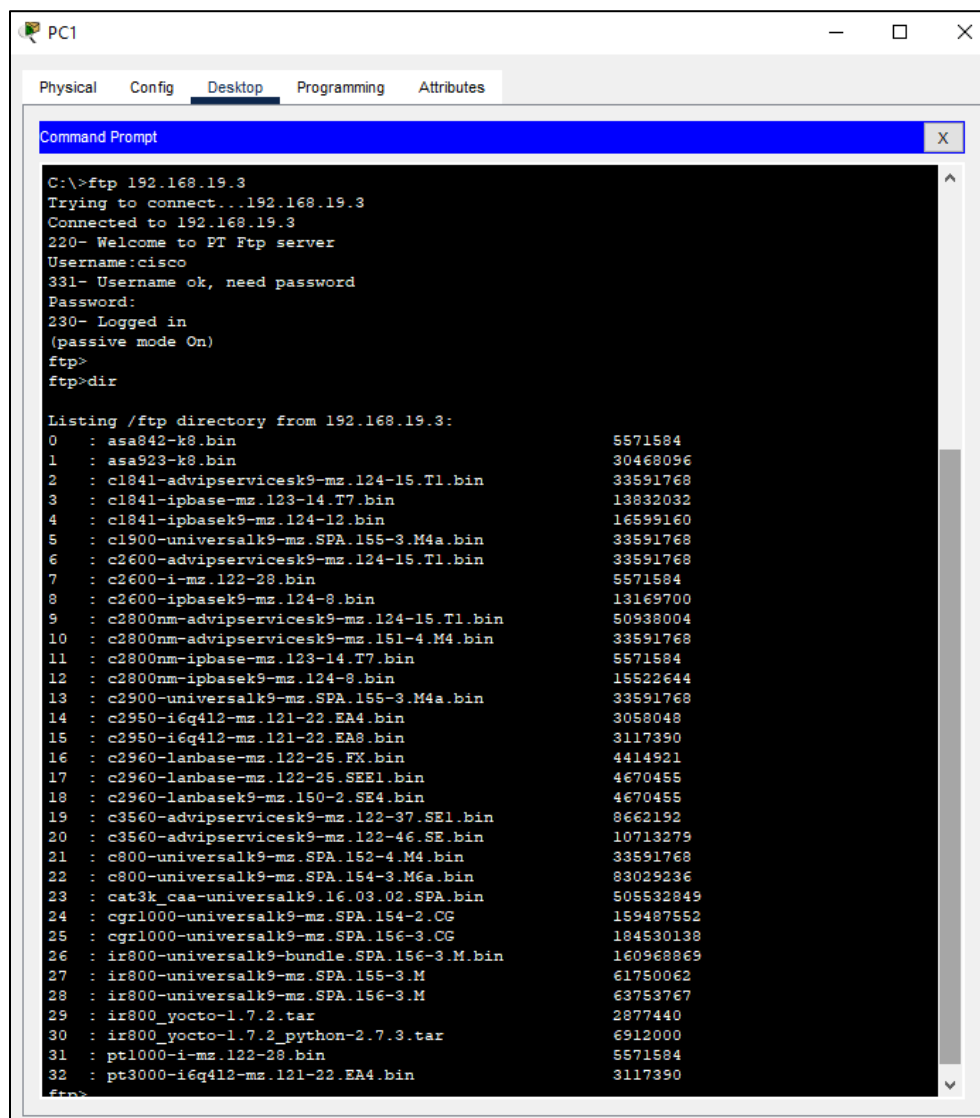 PC1
Physical Config Desktop Programming Attributes
Command Prompt X
C:\>ftp 192.168.19.3
Trying to connect...192.168.19.3
Connected to 192.168.19.3
220- Welcome to PT Ftp server
Username:cisco
331- Username ok, need password
Password:
230- Logged in
(passive mode On)
ftp>
ftp>dir
Listing /ftp directory from 192.168.19.3:
0 : asa842-k8.bin 5571584
1 : asa923-k8.bin 30468096
2 : c1841-advipservicesk9-mz.124-15.T1.bin 33591768
3 : c1841-ipbase-mz.123-14.T7.bin 13832032
4 : c1841-ipbasek9-mz.124-12.bin 16599160
5 : c1900-universalk9-mz.SPA.155-3.M4a.bin 33591768
6 : c2600-advipservicesk9-mz.124-15.T1.bin 33591768
7 : c2600-i-mz.122-28.bin 5571584
8 : c2600-ipbasek9-mz.124-8.bin 13169700
9 : c2800nm-advipservicesk9-mz.124-15.T1.bin 50938004
10 : c2800nm-advipservicesk9-mz.151-4.M4.bin 33591768
11 : c2800nm-ipbase-mz.123-14.T7.bin 5571584
12 : c2800nm-ipbasek9-mz.124-8.bin 15522644
13 : c2900-universalk9-mz.SPA.155-3.M4a.bin 33591768
14 : c2950-i6q4l2-mz.121-22.EA4.bin 3058048
15 : c2950-i6q4l2-mz.121-22.EA8.bin 3117390
16 : c2960-lanbase-mz.122-25.FX.bin 4414921
17 : c2960-lanbase-mz.122-25.SEE1.bin 4670455
18 : c2960-lanbasek9-mz.150-2.SE4.bin 4670455
19 : c3560-advipservicesk9-mz.122-37.SE1.bin 8662192
20 : c3560-advipservicesk9-mz.122-46.SE.bin 10713279
21 : c800-universalk9-mz.SPA.152-4.M4.bin 33591768
22 : c800-universalk9-mz.SPA.154-3.M6a.bin 83029236
23 : cat3k_caa-universalk9.16.03.02.SPA.bin 505532849
24 : cgr1000-universalk9-mz.SPA.154-2.CG 159487552
25 : cgr1000-universalk9-mz.SPA.156-3.CG 184530138
26 : ir800-universalk9-bundle.SPA.156-3.M.bin 160968869
27 : ir800-universalk9-mz.SPA.155-3.M 61750062
28 : ir800-universalk9-mz.SPA.156-3.M 63753767
29 : ir800_yocto-1.7.2.tar 2877440
30 : ir800_yocto-1.7.2_python-2.7.3.tar 6912000
31 : pt1000-i-mz.122-28.bin 5571584
32 : pt3000-i6q4l2-mz.121-22.EA4.bin 3117390
ftp>